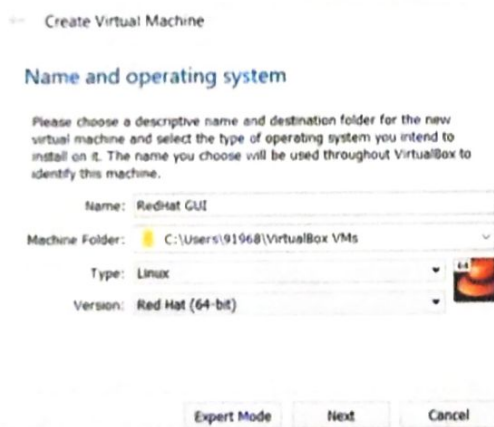 Create Virtual Machine
Name and operating system
Please choose a descriptive name and destination folder for the new
virtual machine and select the type of operating system you intend to
install on it. The name you choose will be used throughout VirtualBox to
identify this machine.
Name: RedHat GUI
Machine Folder: C:\Users\91968\VirtualBox VMs
Type: Linux
64
Version: Red Hat (64-bit)
Expert Mode Next Cancel